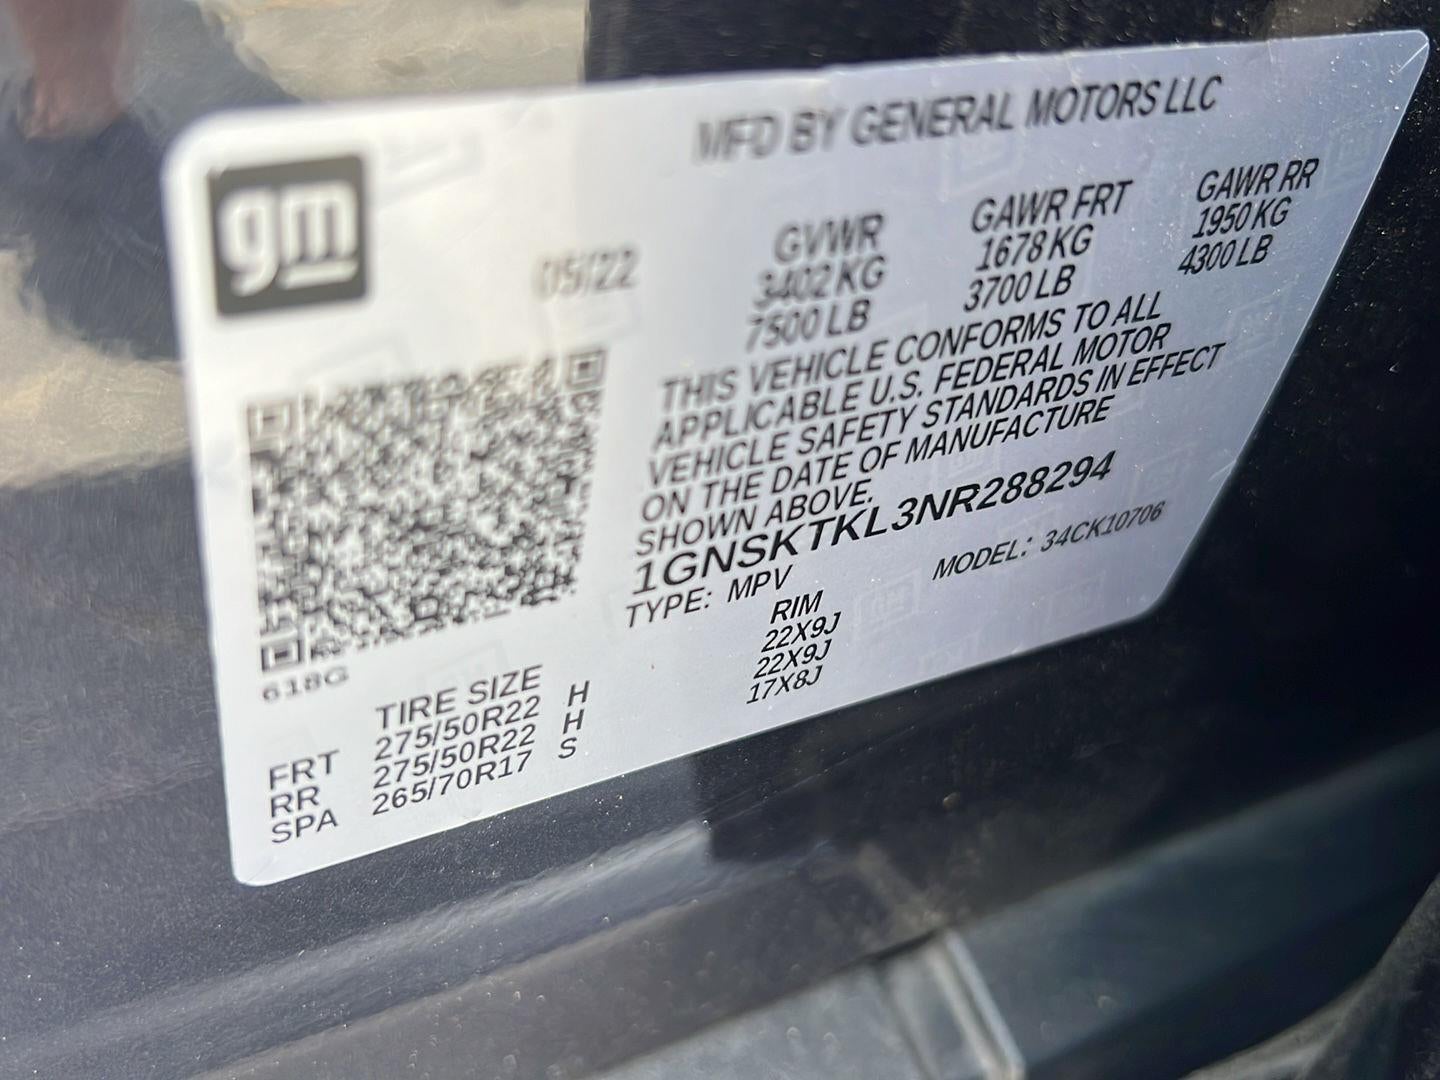 MFD BY GENERAL MOTORS LLC
gm
05/22
GVWR GAWR FRT GAWR RR
3402 KG 1678 KG 1950 KG
7500 LB 3700 LB 4300 LB
THIS VEHICLE CONFORMS TO ALL
APPLICABLE U.S. FEDERAL MOTOR
VEHICLE SAFETY STANDARDS IN EFFECT
ON THE DATE OF MANUFACTURE
SHOWN ABOVE.
1GNSKTKL3NR288294
TYPE: MPV MODEL: 34CK10706
618G
TIRE SIZE RIM
FRT 275/50R22 H 22X9J
RR 275/50R22 H 22X9J
SPA 265/70R17 S 17X8J